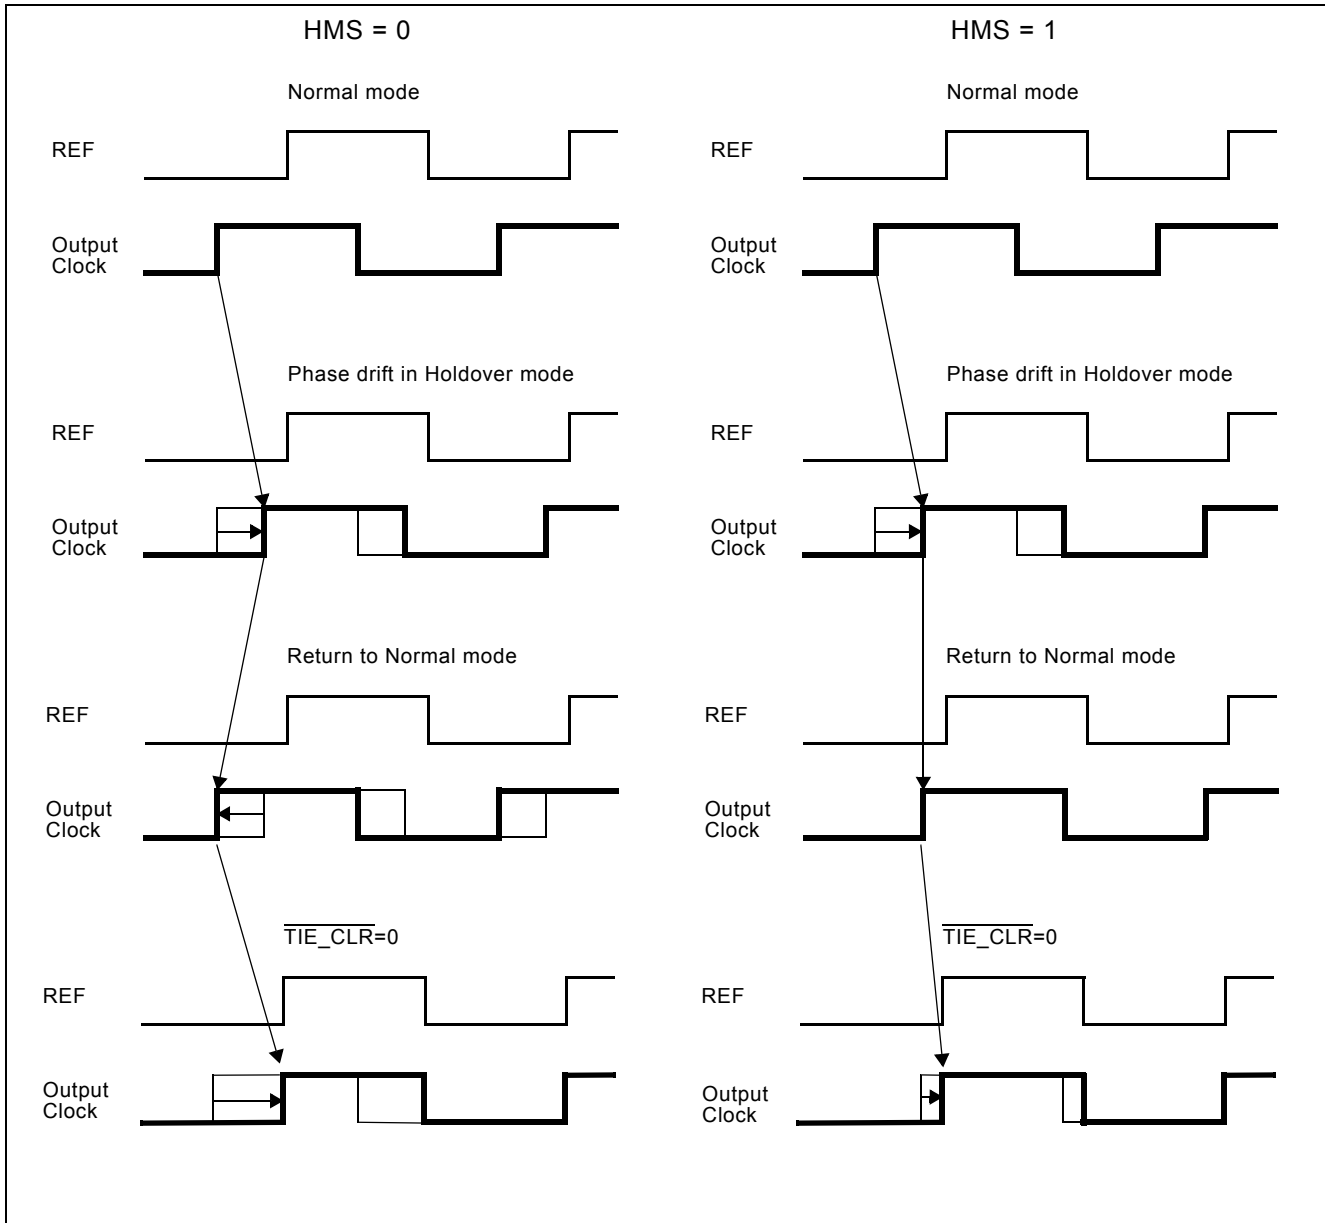 HMS = 0
Normal mode
REF
Output
Clock
Phase drift in Holdover mode
REF
Output
Clock
Return to Normal mode
REF
Output
Clock
TIE_CLR=0
REF
Output
Clock
HMS = 1
Normal mode
REF
Output
Clock
Phase drift in Holdover mode
REF
Output
Clock
Return to Normal mode
REF
Output
Clock
TIE_CLR=0
REF
Output
Clock